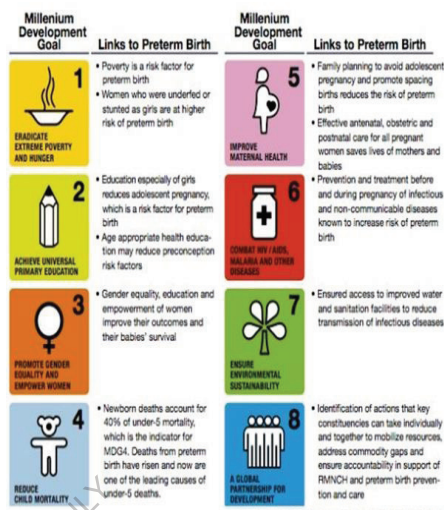 Millenium
Development
Goal
Links to Preterm Birth
1
ERADICATE
EXTREME POVERTY
AND HUNGER
• Poverty is a risk factor for
preterm birth
• Women who were underfed or
stunted as girls are at higher
risk of preterm birth
2
ACHIEVE UNIVERSAL
PRIMARY EDUCATION
• Education especially of girls
reduces adolescent pregnancy,
which is a risk factor for preterm
birth
• Age appropriate health educa-
tion may reduce preconception
risk factors
3
PROMOTE GENDER
EQUALITY AND
EMPOWER WOMEN
• Gender equality, education and
empowerment of women
improve their outcomes and
their babies' survival
4
REDUCE
CHILD MORTALITY
• Newborn deaths account for
40% of under-5 mortality,
which is the indicator for
MDG4. Deaths from preterm
birth have risen and now are
one of the leading causes of
under-5 deaths.
Millenium
Development
Goal
Links to Preterm Birth
5
IMPROVE
MATERNAL HEALTH
• Family planning to avoid adolescent
pregnancy and promote spacing
births reduces the risk of preterm
birth
• Effective antenatal, obstetric and
postnatal care for all pregnant
women saves lives of mothers and
babies
6
COMBAT HIV / AIDS,
MALARIA AND OTHER
DISEASES
• Prevention and treatment before
and during pregnancy of infectious
and non-communicable diseases
known to increase risk of preterm
birth
7
ENSURE
ENVIRONMENTAL
SUSTAINABILITY
• Ensured access to improved water
and sanitation facilities to reduce
transmission of infectious diseases
8
A GLOBAL
PARTNERSHIP FOR
DEVELOPMENT
• Identification of actions that key
constituencies can take individually
and together to mobilize resources,
address commodity gaps and
ensure accountability in support of
RMNCH and preterm birth preven-
tion and care